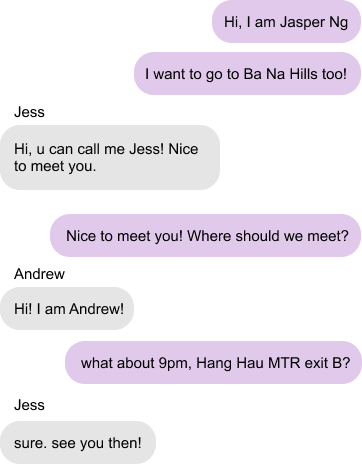 Hi, I am Jasper Ng
I want to go to Ba Na Hills too!
Jess
Hi, u can call me Jess! Nice
to meet you.
Nice to meet you! Where should we meet?
Andrew
Hi! I am Andrew!
what about 9pm, Hang Hau MTR exit B?
Jess
sure. see you then!